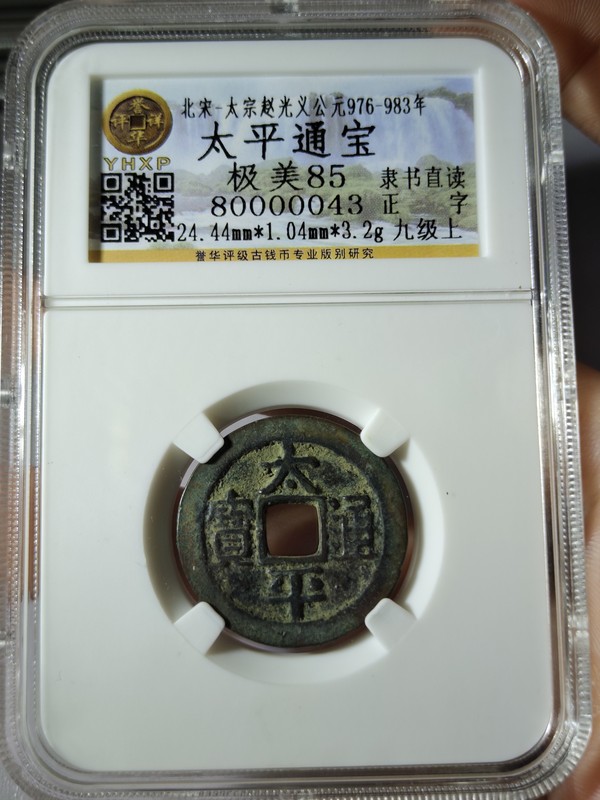 北宋-太宗赵光义公元976-983年
太平通宝
极美85 隶书直读
80000043 正字
24.44mm*1.04mm*3.2g 九级上
誉华评级古钱币专业版别研究
誉
评 详
华
YHXP
太
寶 通
平